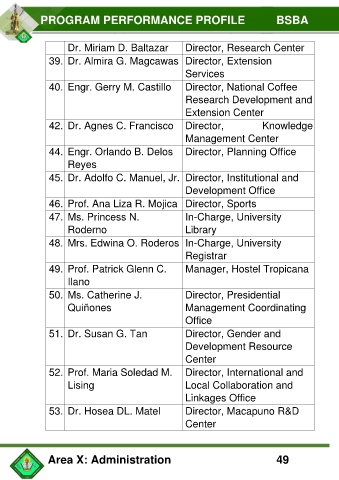 PROGRAM PERFORMANCE PROFILE BSBA
Dr. Miriam D. Baltazar Director, Research Center
39. Dr. Almira G. Magcawas Director, Extension
Services
40. Engr. Gerry M. Castillo Director, National Coffee
Research Development and
Extension Center
42. Dr. Agnes C. Francisco Director, Knowledge
Management Center
44. Engr. Orlando B. Delos Director, Planning Office
Reyes
45. Dr. Adolfo C. Manuel, Jr. Director, Institutional and
Development Office
46. Prof. Ana Liza R. Mojica Director, Sports
47. Ms. Princess N. In-Charge, University
Roderno Library
48. Mrs. Edwina O. Roderos In-Charge, University
Registrar
49. Prof. Patrick Glenn C. Manager, Hostel Tropicana
Ilano
50. Ms. Catherine J. Director, Presidential
Quiñones Management Coordinating
Office
51. Dr. Susan G. Tan Director, Gender and
Development Resource
Center
52. Prof. Maria Soledad M. Director, International and
Lising Local Collaboration and
Linkages Office
53. Dr. Hosea DL. Matel Director, Macapuno R&D
Center
Area X: Administration 49